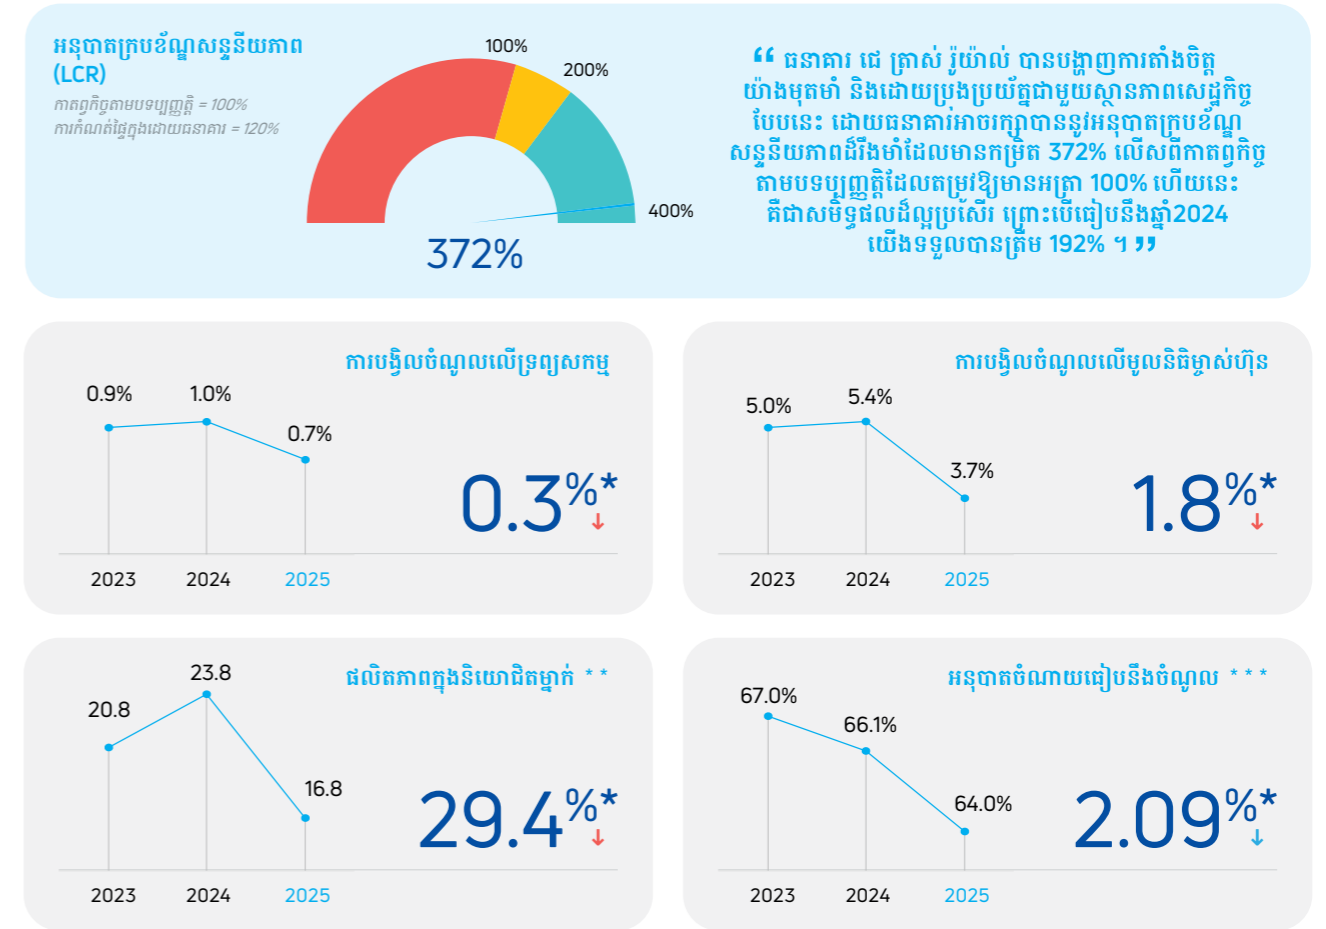 អនុបាតក្របខ័ណ្ឌសន្ទនីយភាព
(LCR)
កាតព្វកិច្ចតាមបទប្បញ្ញត្តិ = 100%
ការកំណត់ផ្ទៃក្នុងដោយធនាគារ = 120%
100%
200%
400%
372%
“ ធនាគារ ជេ ត្រាស់ រ៉ូយ៉ាល់ បានបង្ហាញការតាំងចិត្ត
យ៉ាងមុតមាំ និងដោយប្រុងប្រយ័ត្នជាមួយស្ថានភាពសេដ្ឋកិច្ច
បែបនេះ ដោយធនាគារអាចរក្សាបាននូវអនុបាតក្របខ័ណ្ឌ
សន្ទនីយភាពដ៏រឹងមាំដែលមានកម្រិត 372% លើសពីកាតព្វកិច្ច
តាមបទប្បញ្ញត្តិដែលតម្រូវឱ្យមានអត្រា 100% ហើយនេះ
គឺជាសមិទ្ធផលដ៏ល្អប្រសើរ ព្រោះបើធៀបនឹងឆ្នាំ2024
យើងទទួលបានត្រឹម 192% ។ ”
ការបង្វិលចំណូលលើទ្រព្យសកម្ម
0.9%
1.0%
0.7%
0.3%*
↓
2023
2024
2025
ការបង្វិលចំណូលលើមូលនិធិម្ចាស់ហ៊ុន
5.0%
5.4%
3.7%
1.8%*
↓
2023
2024
2025
ផលិតភាពក្នុងនិយោជិតម្នាក់ **
20.8
23.8
16.8
29.4%*
↓
2023
2024
2025
អនុបាតចំណាយធៀបនឹងចំណូល ***
67.0%
66.1%
64.0%
2.09%*
↓
2023
2024
2025